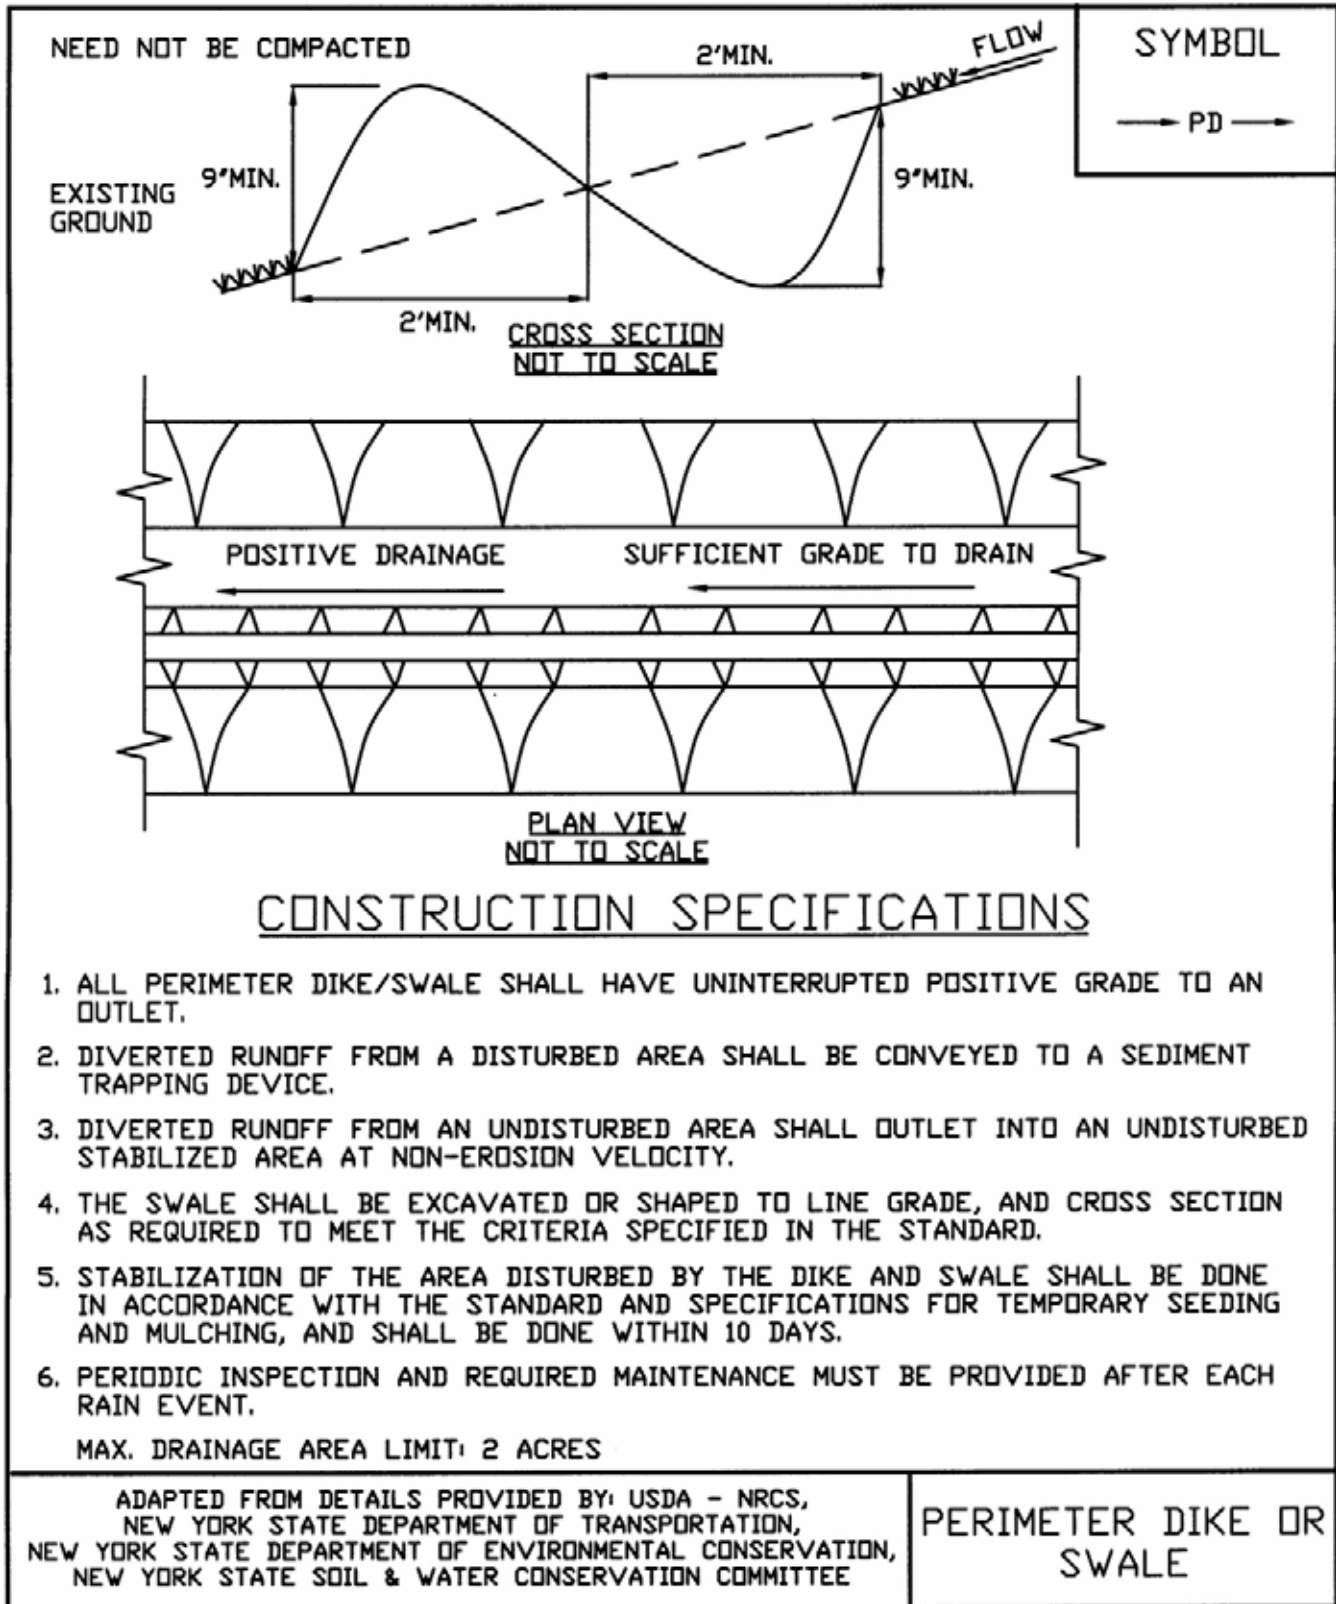 NEED NOT BE COMPACTED
2'MIN.
FLOW
SYMBOL
PD
9"MIN.
9"MIN.
EXISTING
GROUND
2'MIN.
CROSS SECTION
NOT TO SCALE
POSITIVE DRAINAGE
SUFFICIENT GRADE TO DRAIN
PLAN VIEW
NOT TO SCALE
CONSTRUCTION SPECIFICATIONS
1. ALL PERIMETER DIKE/SWALE SHALL HAVE UNINTERRUPTED POSITIVE GRADE TO AN
OUTLET.
2. DIVERTED RUNOFF FROM A DISTURBED AREA SHALL BE CONVEYED TO A SEDIMENT
TRAPPING DEVICE.
3. DIVERTED RUNOFF FROM AN UNDISTURBED AREA SHALL OUTLET INTO AN UNDISTURBED
STABILIZED AREA AT NON-EROSION VELOCITY.
4. THE SWALE SHALL BE EXCAVATED OR SHAPED TO LINE GRADE, AND CROSS SECTION
AS REQUIRED TO MEET THE CRITERIA SPECIFIED IN THE STANDARD.
5. STABILIZATION OF THE AREA DISTURBED BY THE DIKE AND SWALE SHALL BE DONE
IN ACCORDANCE WITH THE STANDARD AND SPECIFICATIONS FOR TEMPORARY SEEDING
AND MULCHING, AND SHALL BE DONE WITHIN 10 DAYS.
6. PERIODIC INSPECTION AND REQUIRED MAINTENANCE MUST BE PROVIDED AFTER EACH
RAIN EVENT.
MAX. DRAINAGE AREA LIMIT: 2 ACRES
ADAPTED FROM DETAILS PROVIDED BY: USDA - NRCS,
NEW YORK STATE DEPARTMENT OF TRANSPORTATION,
NEW YORK STATE DEPARTMENT OF ENVIRONMENTAL CONSERVATION,
NEW YORK STATE SOIL & WATER CONSERVATION COMMITTEE
PERIMETER DIKE OR
SWALE